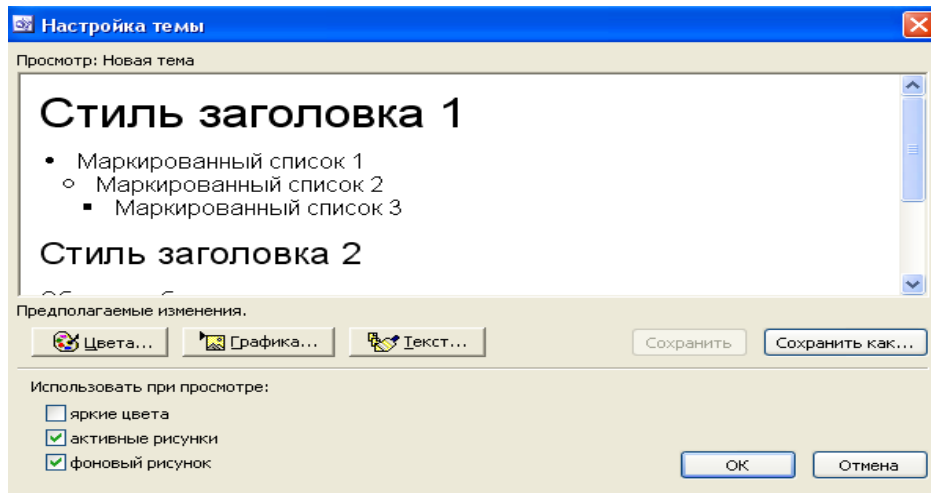 Настройка темы
Просмотр: Новая тема
Стиль заголовка 1
• Маркированный список 1
○ Маркированный список 2
▪ Маркированный список 3
Стиль заголовка 2
Предполагаемые изменения.
Цвета... Графика... Текст... Сохранить Сохранить как...
Использовать при просмотре:
яркие цвета
активные рисунки
фоновый рисунок
ОК Отмена